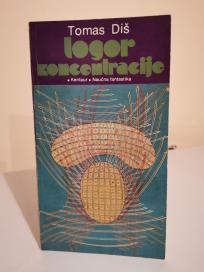 Tomas Diš
logor
koncentracije
• Kentaur • Naučna fantastika